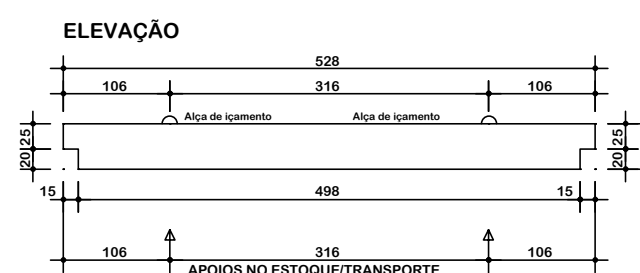 ELEVAÇÃO
528
106 316 106
Alça de içamento Alça de içamento
25 25
20 20
15 498 15
106 316 106
APOIOS NO ESTOQUE/TRANSPORTE